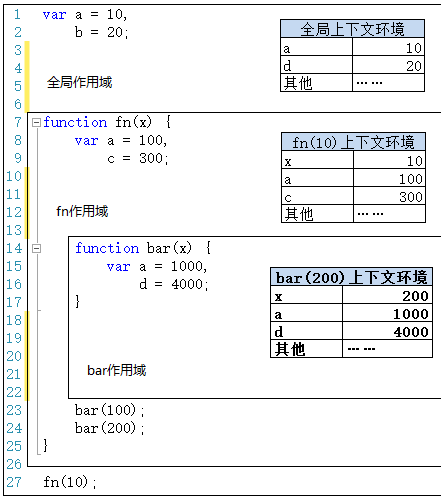 1 var a = 10,
2 b = 20;
3
4
5 全局作用域
6
全局上下文环境
a 10
d 20
其他 ……
7 function fn(x) {
8 var a = 100,
9 c = 300;
10
11
12 fn作用域
13
fn(10)上下文环境
x 10
a 100
c 300
其他 ……
14 function bar(x) {
15 var a = 1000,
16 d = 4000;
17 }
18
19
20
21 bar作用域
22
bar(200)上下文环境
x 200
a 1000
d 4000
其他 ……
23 bar(100);
24 bar(200);
25 }
26
27 fn(10);